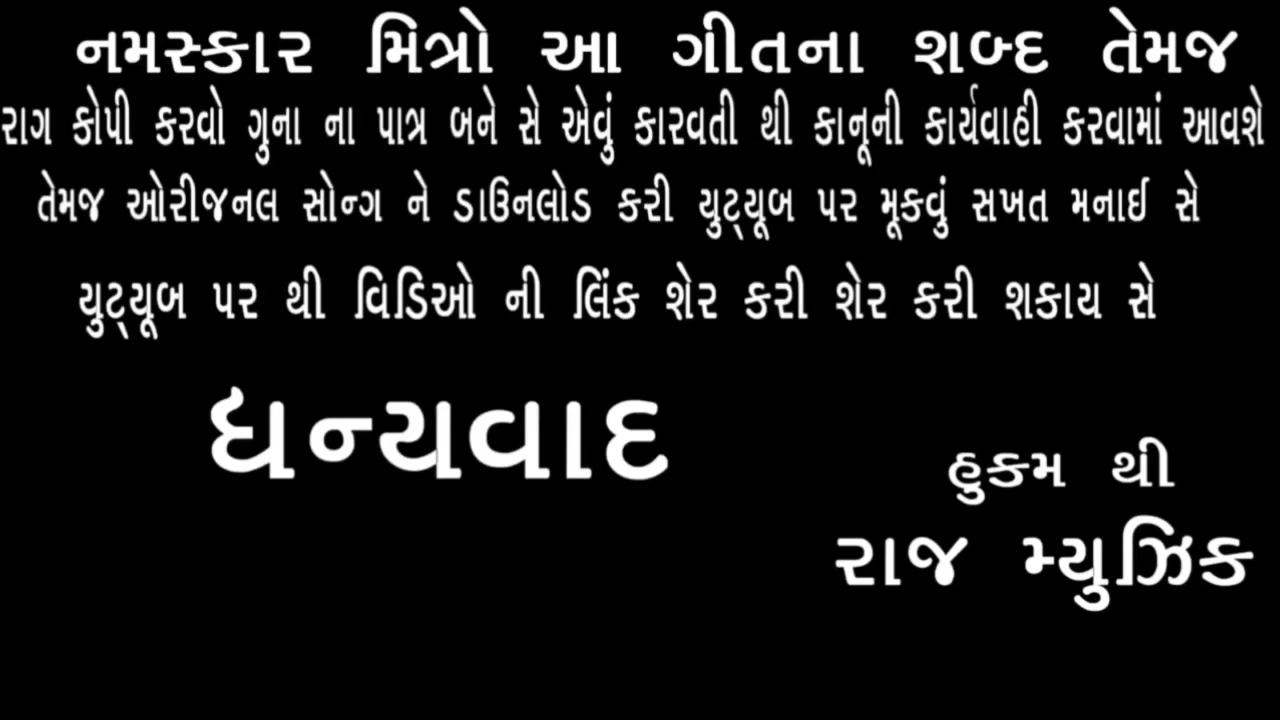 નમસ્કાર મિત્રો આ ગીતના શબ્દ તેમજ
રાગ કોપી કરવો ગુના ના પાત્ર બને સે એવું કારવતી થી કાનૂની કાર્યવાહી કરવામાં આવશે
તેમજ ઓરીજનલ સોન્ગ ને ડાઉનલોડ કરી યુટ્યૂબ પર મૂકવું સખત મનાઈ સે
યુટ્યૂબ પર થી વિડિઓ ની લિંક શેર કરી શેર કરી શકાય સે
ધન્યવાદ
હુકમ થી
રાજ મ્યુઝિક